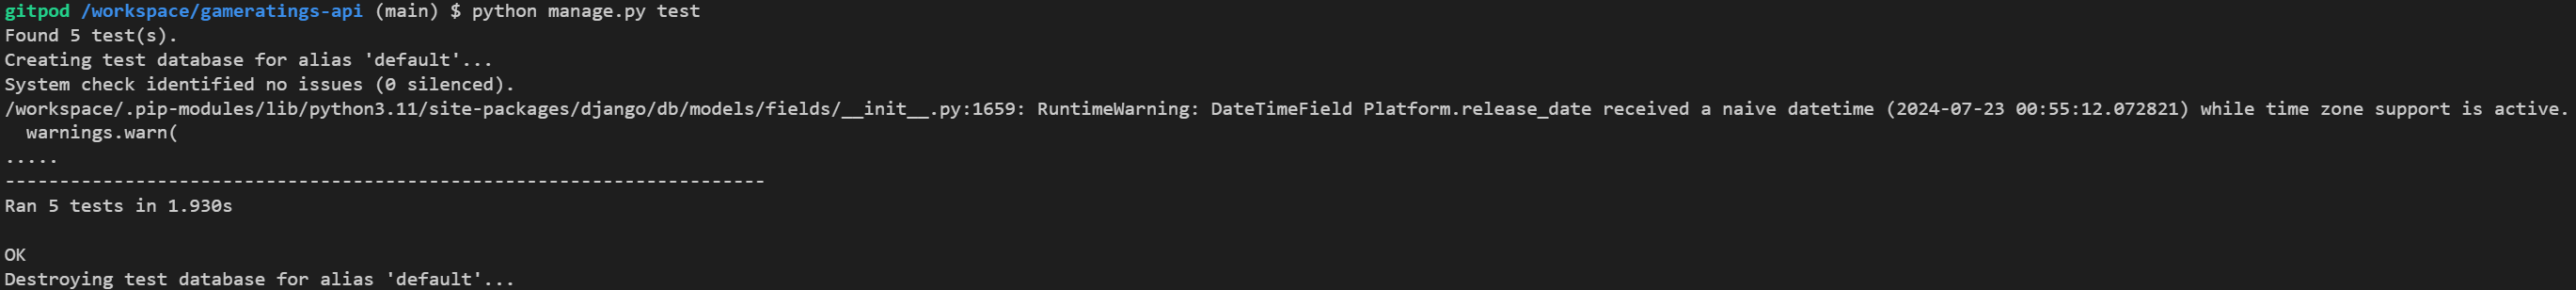 gitpod /workspace/gameratings-api (main) $ python manage.py test
Found 5 test(s).
Creating test database for alias 'default'...
System check identified no issues (0 silenced).
/workspace/.pip-modules/lib/python3.11/site-packages/django/db/models/fields/__init__.py:1659: RuntimeWarning: DateTimeField Platform.release_date received a naive datetime (2024-07-23 00:55:12.072821) while time zone support is active.
  warnings.warn(
.....
----------------------------------------------------------------------
Ran 5 tests in 1.930s

OK
Destroying test database for alias 'default'...